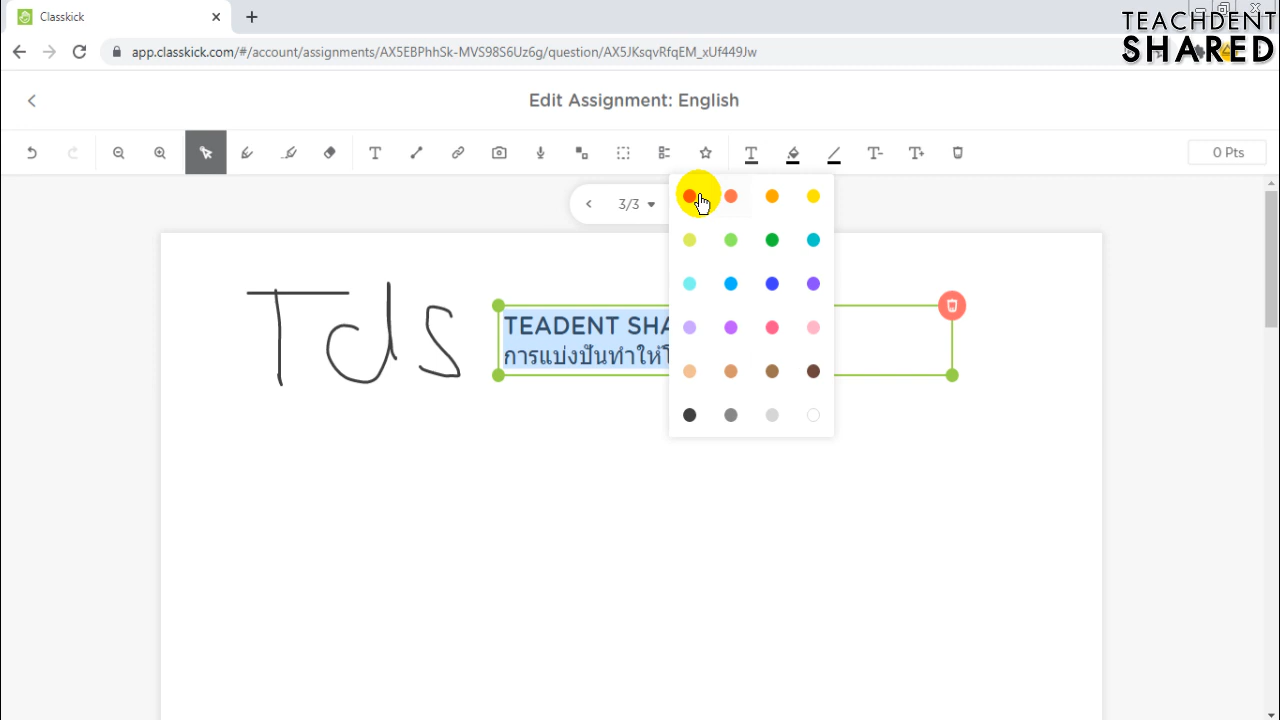 Classkick
TEACHDENT
SHARED
app.classkick.com/#/account/assignments/AX5EBPhhSk-MVS98S6Uz6g/question/AX5JKsqvRfqEM_xUf449Jw
Edit Assignment: English
0 Pts
3/3
Tds
TEADENT SHA
การแบ่งปันทำให้